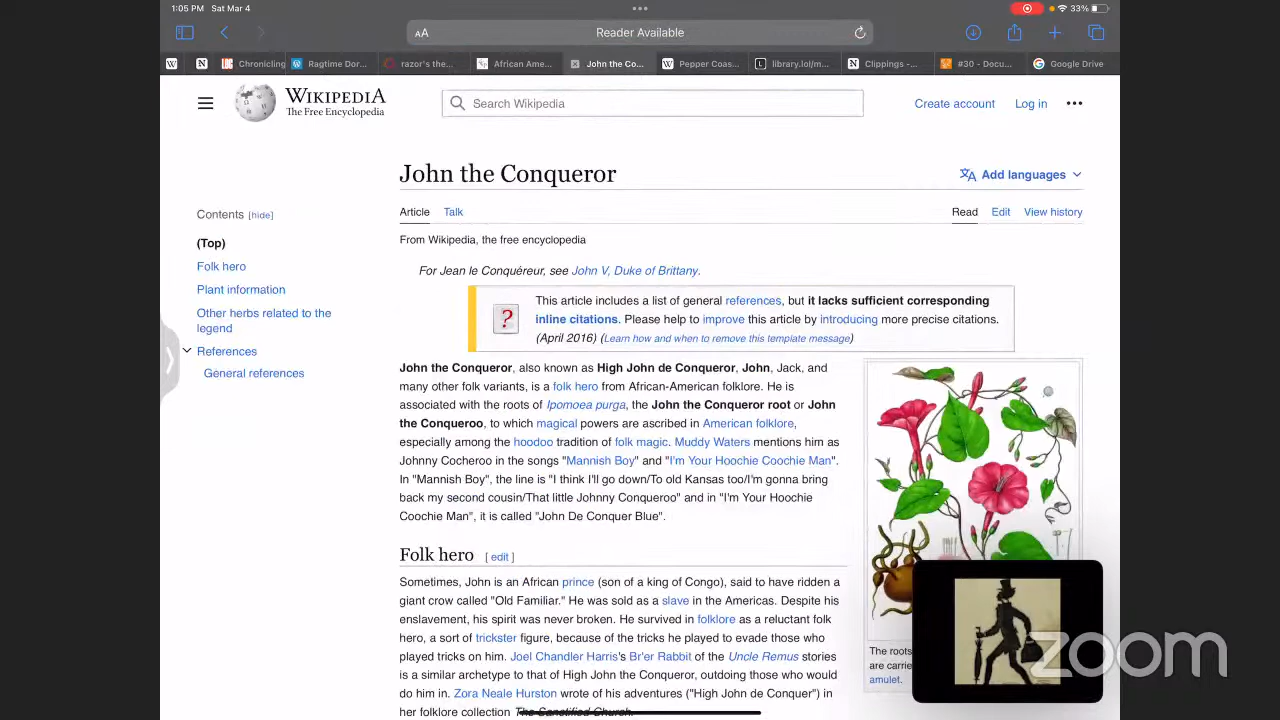 1:05 PM Sat Mar 4
33%
AA
Reader Available
Chronicling
Ragtime Dor...
razor's the...
African Ame...
John the Co...
Pepper Coas...
library.lol/m...
Clippings -...
#30 - Docu...
Google Drive
WIKIPEDIA
The Free Encyclopedia
Search Wikipedia
Create account Log in
John the Conqueror
Add languages
Article Talk
Read Edit View history
Contents [hide]
(Top)
Folk hero
Plant information
Other herbs related to the
legend
References
General references
From Wikipedia, the free encyclopedia
For Jean le Conquéreur, see John V, Duke of Brittany.
This article includes a list of general references, but it lacks sufficient corresponding
inline citations. Please help to improve this article by introducing more precise citations.
(April 2016) (Learn how and when to remove this template message)
John the Conqueror, also known as High John de Conqueror, John, Jack, and
many other folk variants, is a folk hero from African-American folklore. He is
associated with the roots of Ipomoea purga, the John the Conqueror root or John
the Conqueroo, to which magical powers are ascribed in American folklore,
especially among the hoodoo tradition of folk magic. Muddy Waters mentions him as
Johnny Cocheroo in the songs "Mannish Boy" and "I'm Your Hoochie Coochie Man".
In "Mannish Boy", the line is "I think I'll go down/To old Kansas too/I'm gonna bring
back my second cousin/That little Johnny Conqueroo" and in "I'm Your Hoochie
Coochie Man", it is called "John De Conquer Blue".
Folk hero [ edit ]
Sometimes, John is an African prince (son of a king of Congo), said to have ridden a
giant crow called "Old Familiar." He was sold as a slave in the Americas. Despite his
enslavement, his spirit was never broken. He survived in folklore as a reluctant folk
hero, a sort of trickster figure, because of the tricks he played to evade those who
played tricks on him. Joel Chandler Harris's Br'er Rabbit of the Uncle Remus stories
is a similar archetype to that of High John the Conqueror, outdoing those who would
do him in. Zora Neale Hurston wrote of his adventures ("High John de Conquer") in
her folklore collection The Sanctified Church.
The roots
are carrie
amulet.
zoom